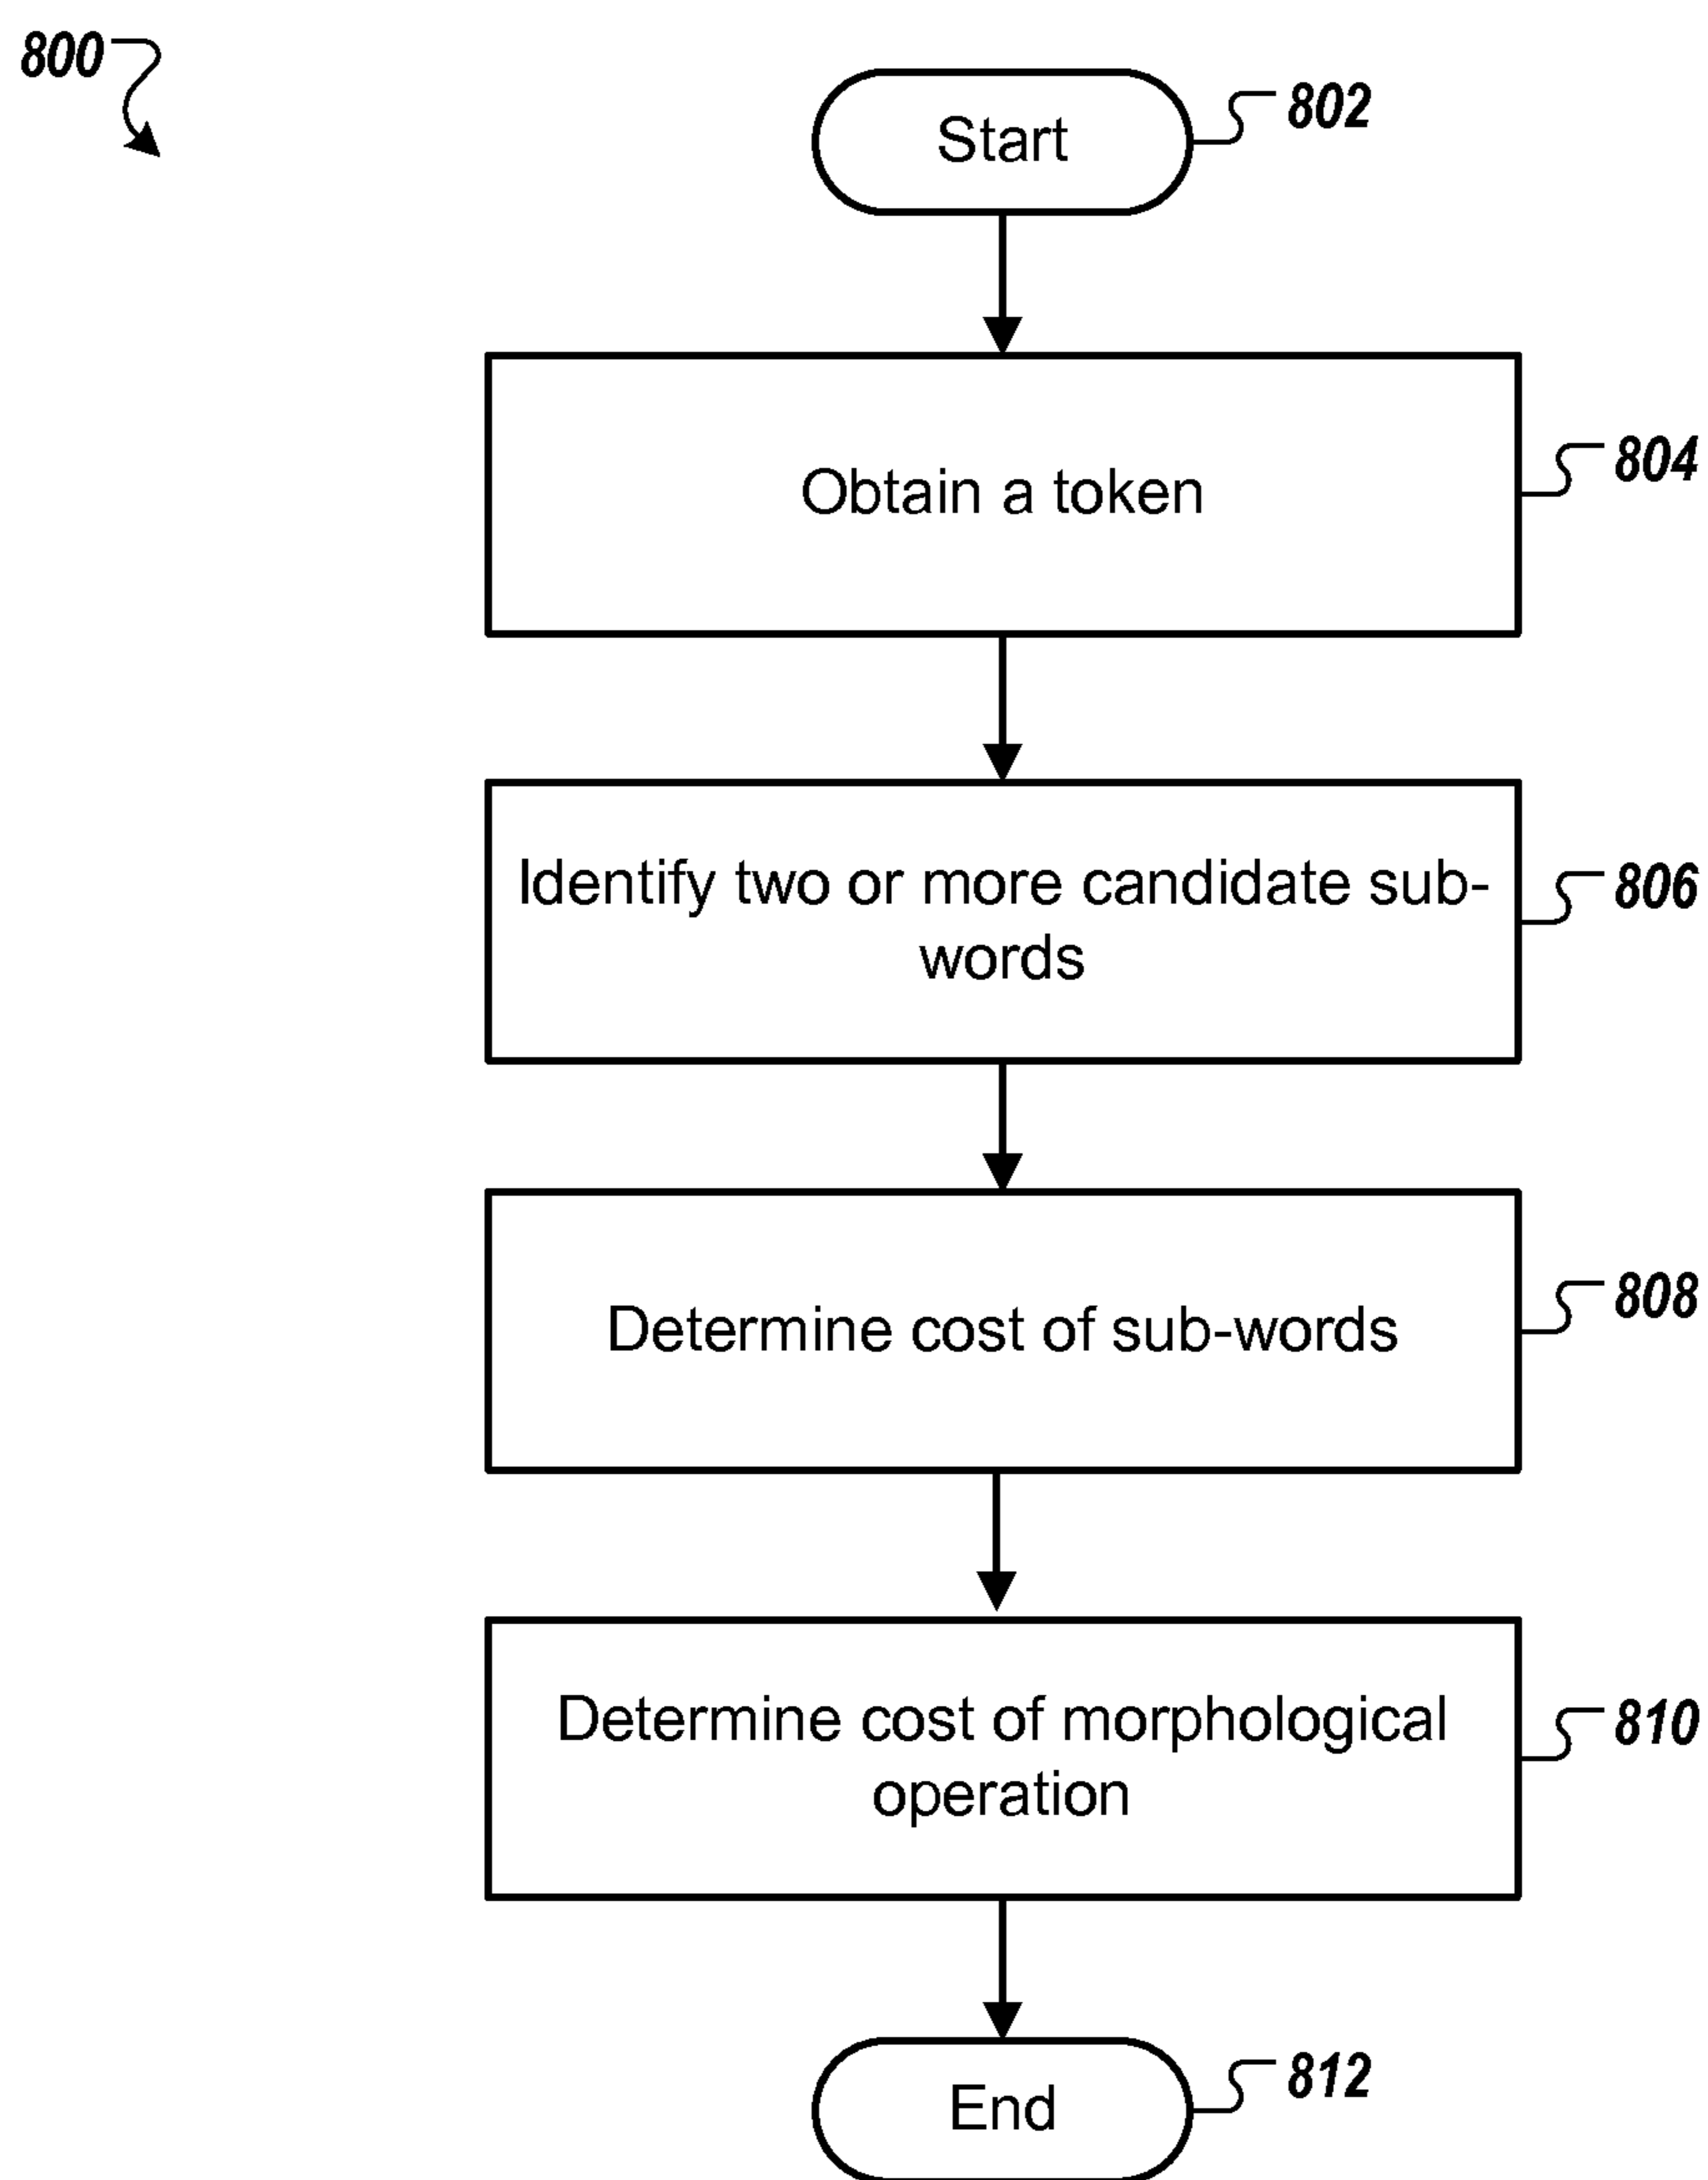 800
Start
802
Obtain a token
804
Identify two or more candidate sub-
words
806
Determine cost of sub-words
808
Determine cost of morphological
operation
810
End
812